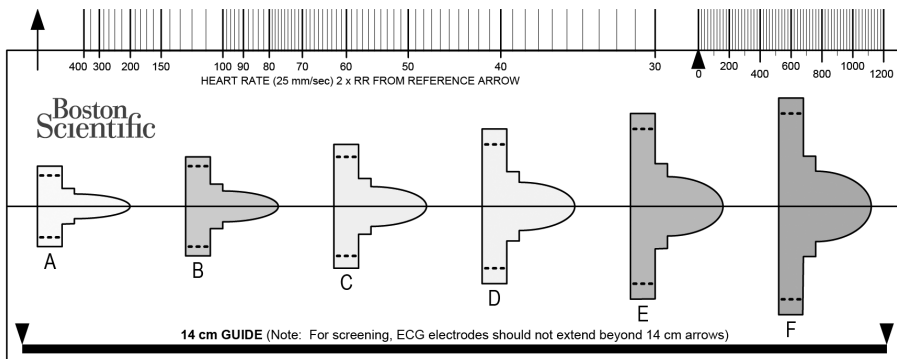 400 300 200 150 100 90 80 70 60 50 40 30
0 200 400 600 800 1000 1200
HEART RATE (25 mm/sec) 2 x RR FROM REFERENCE ARROW
Boston
Scientific
A B C D E F
14 cm GUIDE (Note: For screening, ECG electrodes should not extend beyond 14 cm arrows)